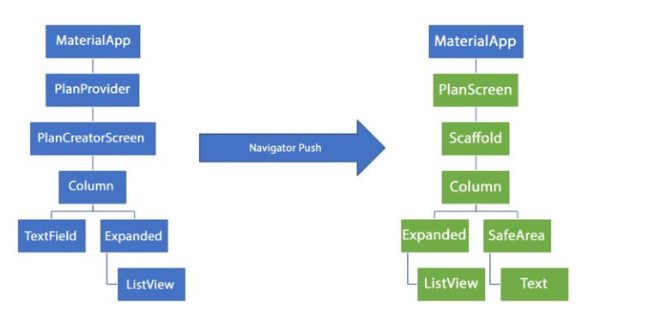 MaterialApp
PlanProvider
PlanCreatorScreen
Column
TextField
Expanded
ListView
Navigator Push
MaterialApp
PlanScreen
Scaffold
Column
Expanded
SafeArea
ListView
Text